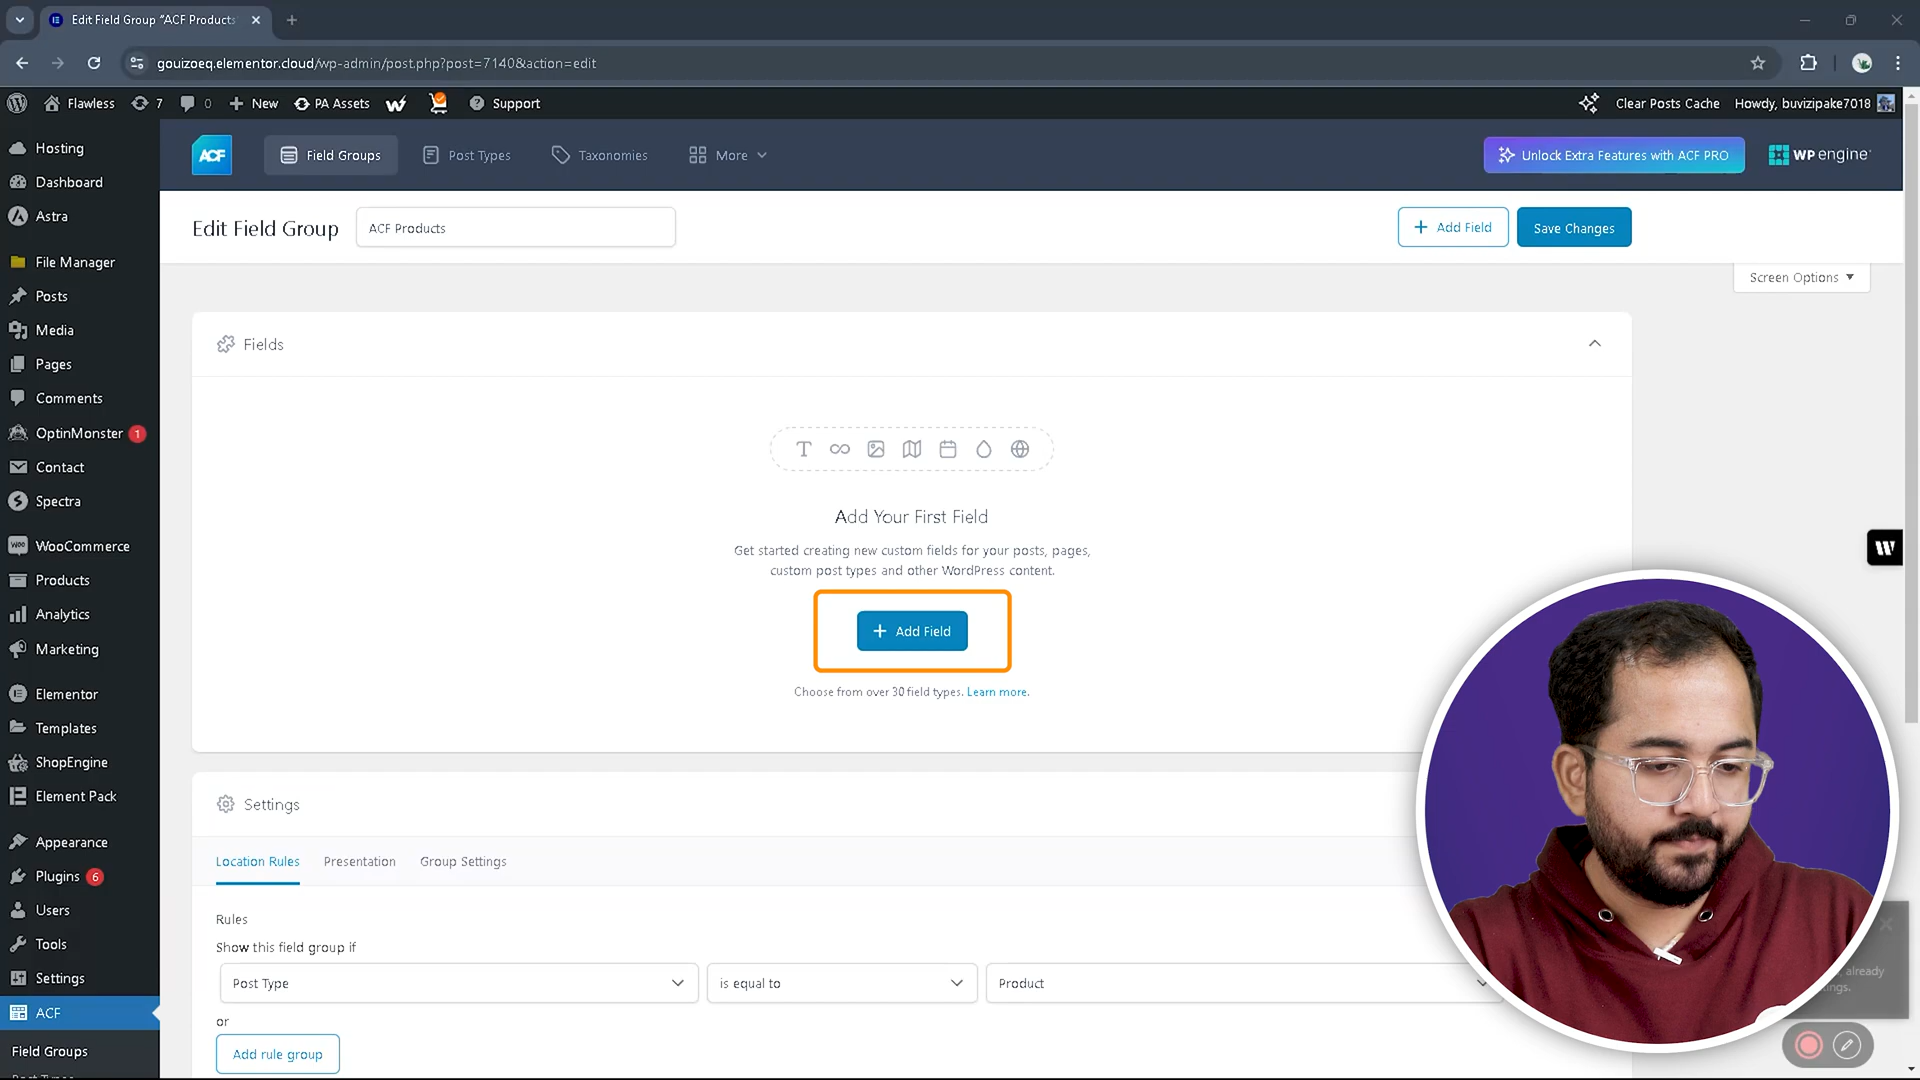 Edit Field Group "ACF Products
gouizoeq.elementor.cloud/wp-admin/post.php?post=7140&action=edit
Flawless
7
0
New
PA Assets
Support
Clear Posts Cache
Howdy, buvizipake7018
Hosting
Dashboard
Astra
File Manager
Posts
Media
Pages
Comments
OptinMonster 1
Contact
Spectra
WooCommerce
Products
Analytics
Marketing
Elementor
Templates
ShopEngine
Element Pack
Appearance
Plugins 6
Users
Tools
Settings
ACF
Field Groups
ACF
Field Groups
Post Types
Taxonomies
More
Unlock Extra Features with ACF PRO
WP engine
Edit Field Group
ACF Products
+ Add Field
Save Changes
Screen Options
Fields
Add Your First Field
Get started creating new custom fields for your posts, pages,
custom post types and other WordPress content.
+ Add Field
Choose from over 30 field types. Learn more.
Settings
Location Rules
Presentation
Group Settings
Rules
Show this field group if
Post Type
is equal to
Product
or
Add rule group
already